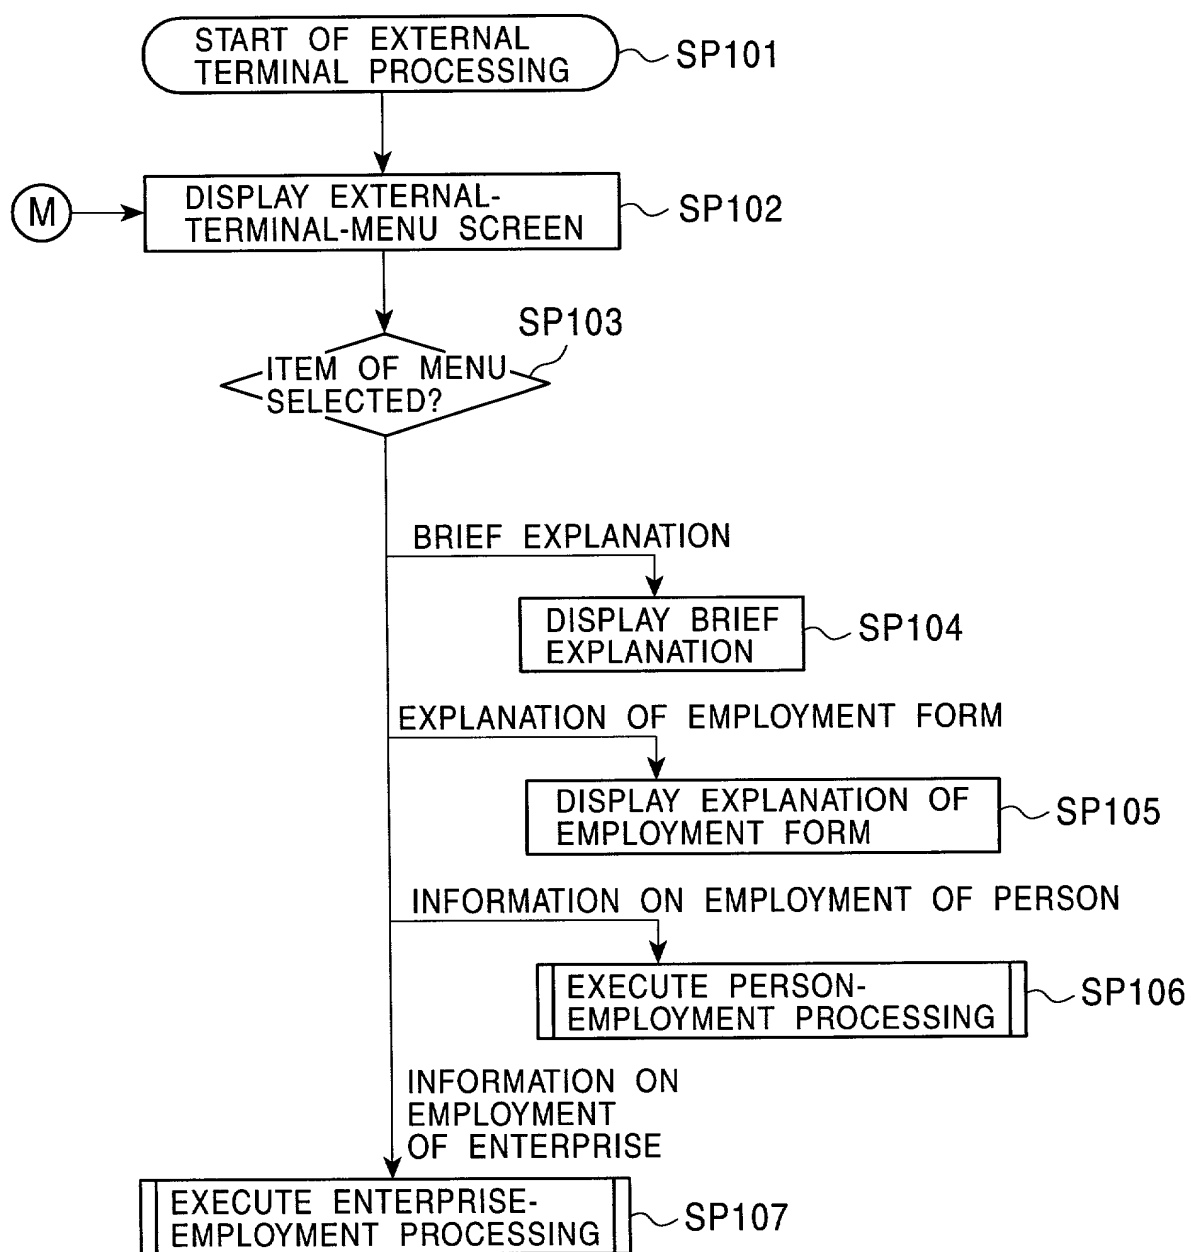 START OF EXTERNAL
TERMINAL PROCESSING
SP101
M
DISPLAY EXTERNAL-
TERMINAL-MENU SCREEN
SP102
SP103
ITEM OF MENU
SELECTED?
BRIEF EXPLANATION
DISPLAY BRIEF
EXPLANATION
SP104
EXPLANATION OF EMPLOYMENT FORM
DISPLAY EXPLANATION OF
EMPLOYMENT FORM
SP105
INFORMATION ON EMPLOYMENT OF PERSON
EXECUTE PERSON-
EMPLOYMENT PROCESSING
SP106
INFORMATION ON
EMPLOYMENT
OF ENTERPRISE
EXECUTE ENTERPRISE-
EMPLOYMENT PROCESSING
SP107